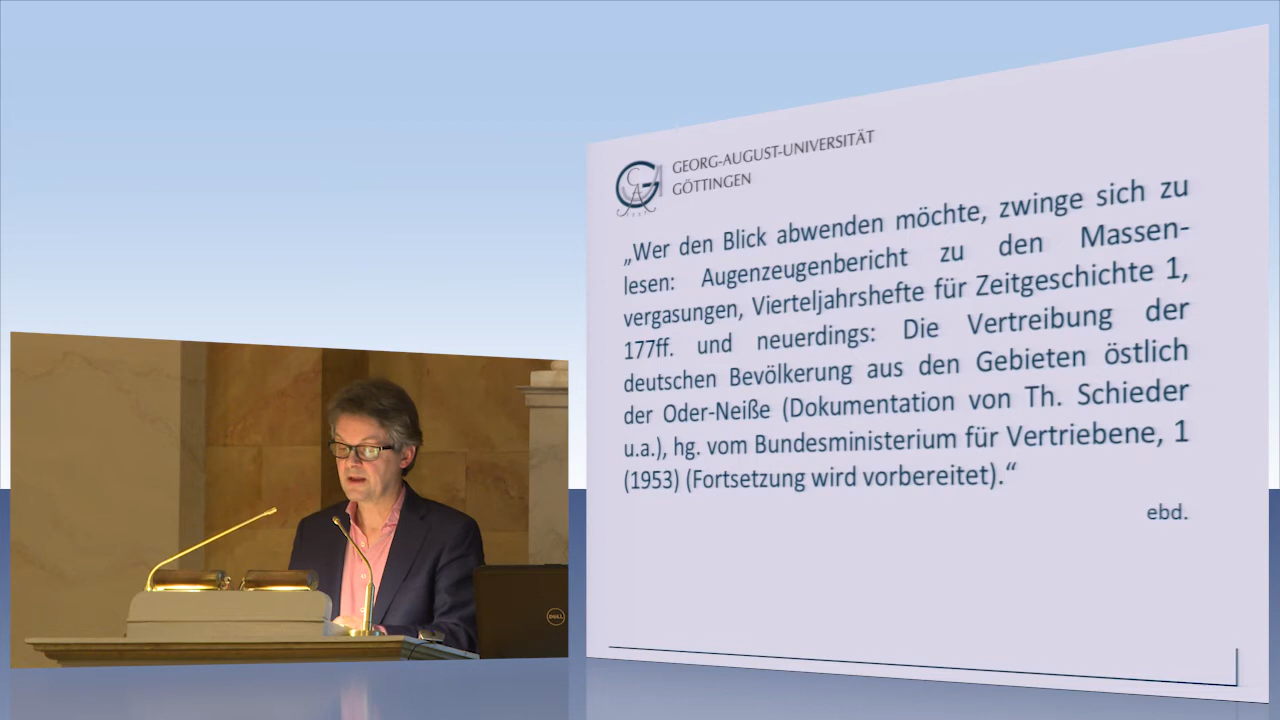 GEORG-AUGUST-UNIVERSITÄT
GÖTTINGEN
„Wer den Blick abwenden möchte, zwinge sich zu
lesen: Augenzeugenbericht zu den Massen-
vergasungen, Vierteljahrshefte für Zeitgeschichte 1,
177ff. und neuerdings: Die Vertreibung der
deutschen Bevölkerung aus den Gebieten östlich
der Oder-Neiße (Dokumentation von Th. Schieder
u.a.), hg. vom Bundesministerium für Vertriebene, 1
(1953) (Fortsetzung wird vorbereitet).“
ebd.
DELL